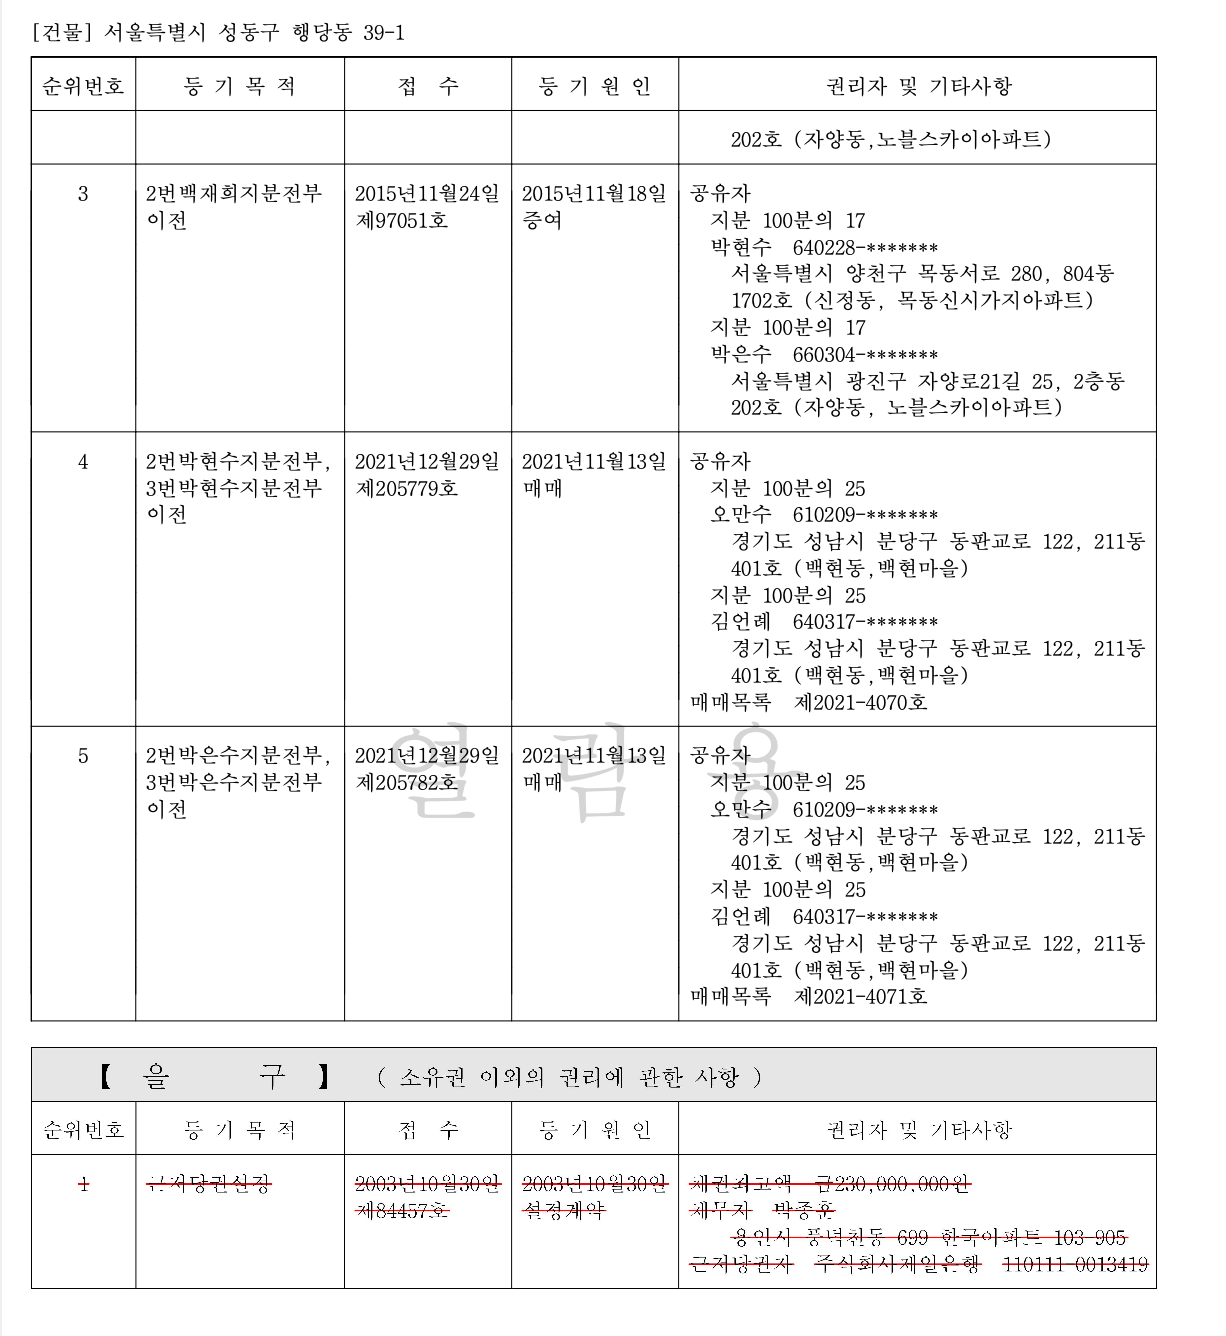 [건물] 서울특별시 성동구 행당동 39-1
순위번호 등 기 목 적 접 수 등 기 원 인 권리자 및 기타사항
202호 (자양동,노블스카이아파트)
3 2번백재희지분전부 2015년11월24일 2015년11월18일 공유자
이전 제97051호 증여 지분 100분의 17
박현수 640228-*******
서울특별시 양천구 목동서로 280, 804동
1702호 (신정동, 목동신시가지아파트)
지분 100분의 17
박은수 660304-*******
서울특별시 광진구 자양로21길 25, 2층동
202호 (자양동, 노블스카이아파트)
4 2번박현수지분전부, 2021년12월29일 2021년11월13일 공유자
3번박현수지분전부 제205779호 매매 지분 100분의 25
이전 오만수 610209-*******
경기도 성남시 분당구 동판교로 122, 211동
401호 (백현동,백현마을)
지분 100분의 25
김언례 640317-*******
경기도 성남시 분당구 동판교로 122, 211동
401호 (백현동,백현마을)
매매목록 제2021-4070호
5 2번박은수지분전부, 2021년12월29일 2021년11월13일 공유자
3번박은수지분전부 제205782호 매매 지분 100분의 25
이전 오만수 610209-*******
경기도 성남시 분당구 동판교로 122, 211동
401호 (백현동,백현마을)
지분 100분의 25
김언례 640317-*******
경기도 성남시 분당구 동판교로 122, 211동
401호 (백현동,백현마을)
매매목록 제2021-4071호
열 람 용
【 을 구 】 ( 소유권 이외의 권리에 관한 사항 )
순위번호 등 기 목 적 접 수 등 기 원 인 권리자 및 기타사항
1 근저당권설정 2003년10월30일 2003년10월30일 채권최고액 금230,000,000원
제84457호 설정계약 채무자 박종훈
용인시 풍덕천동 699 한국아파트 103-905
근저당권자 주식회사제일은행 110111-0013419